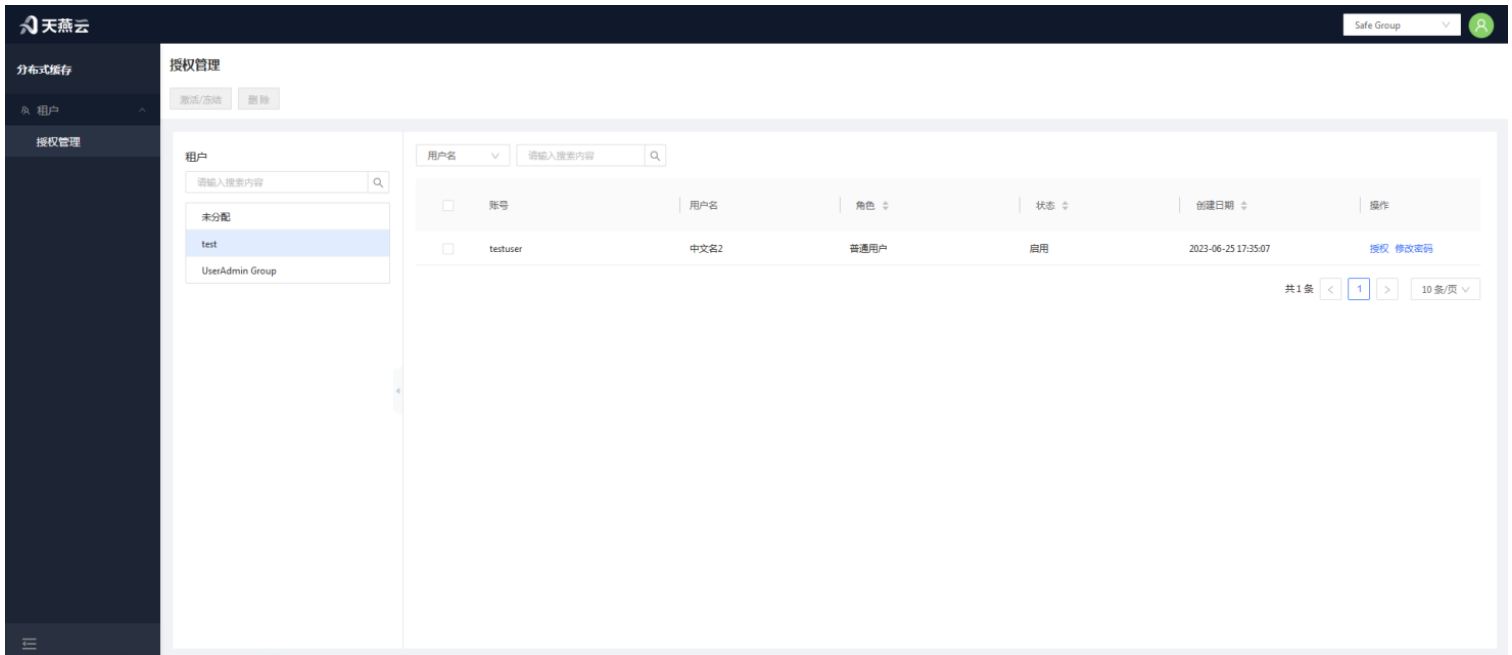 天燕云
Safe Group
分布式缓存
租户
授权管理
授权管理
激活/冻结 删除
租户
请输入搜索内容
未分配
test
UserAdmin Group
用户名 请输入搜索内容
账号 用户名 角色 状态 创建日期 操作
testuser 中文名2 普通用户 启用 2023-06-25 17:35:07 授权 修改密码
共1条 < 1 > 10 条/页